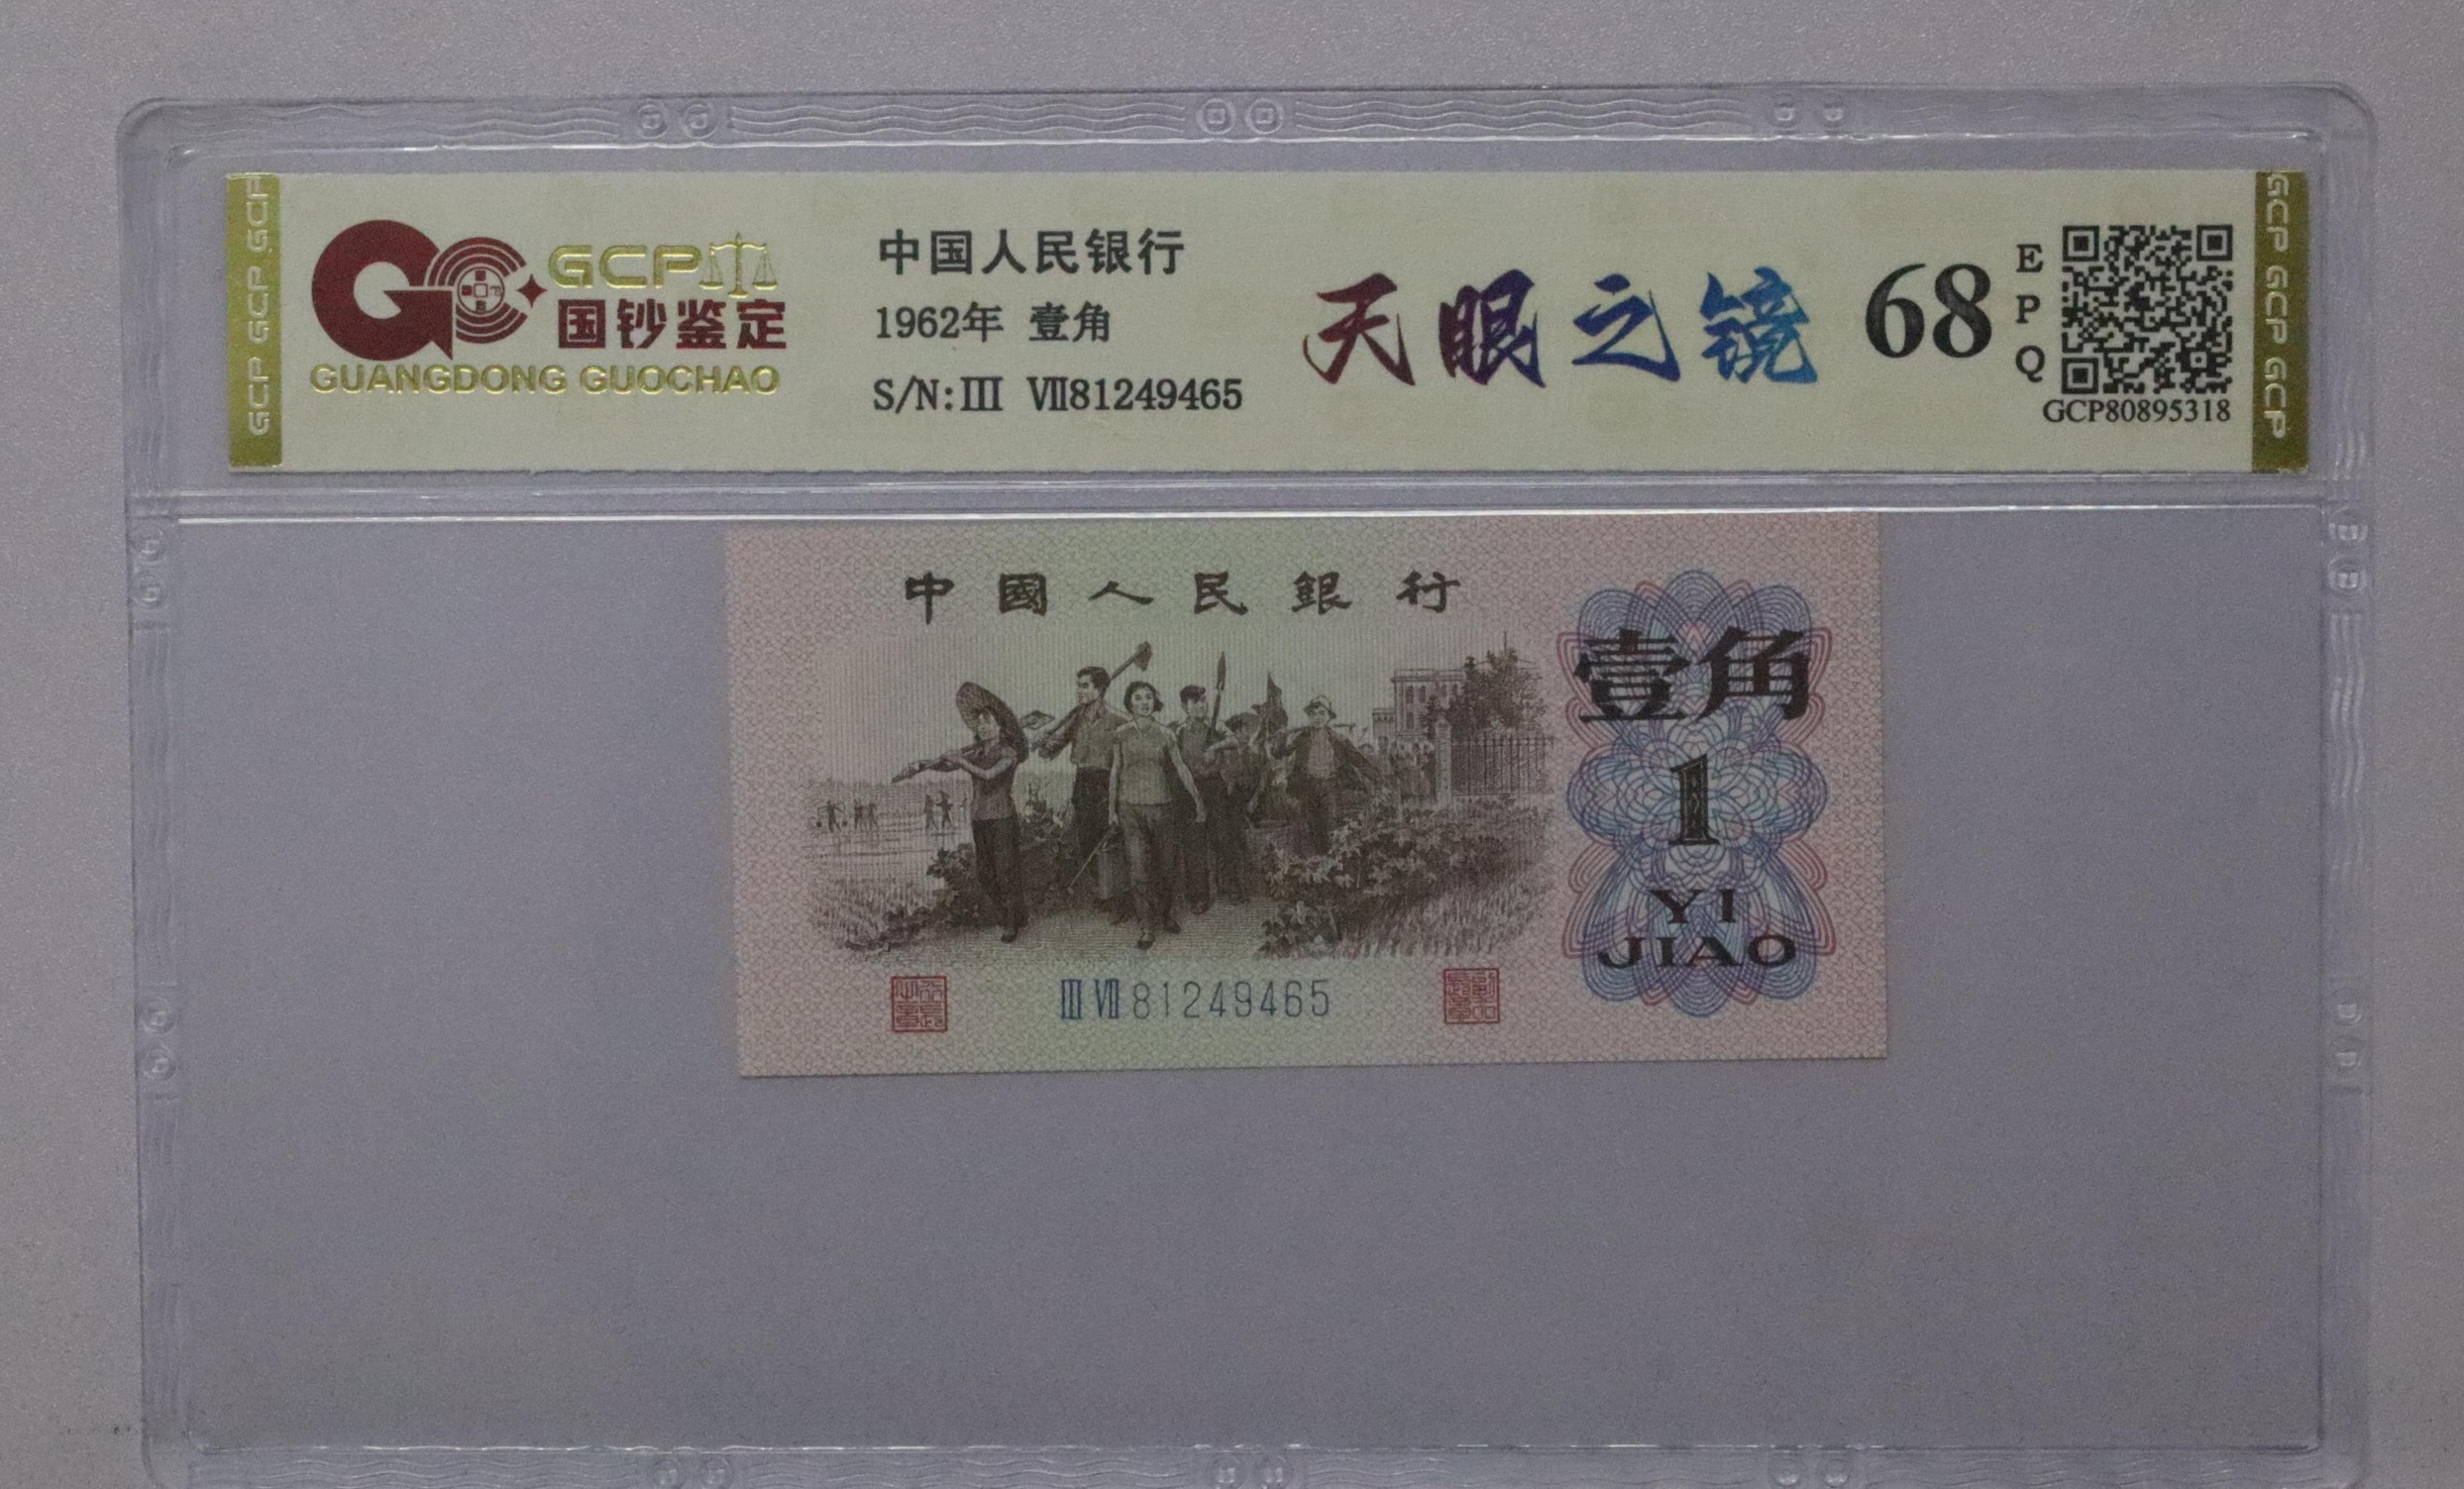 GCP GCP GCP
GCP
国钞鉴定
GUANGDONG GUOCHAO
中国人民银行
1962年 壹角
S/N:III VII81249465
天眼之镜
68
E
P
Q
GCP80895318
GCP GCP GCP
中國人民銀行
壹角
1
YI
JIAO
III VII 81249465